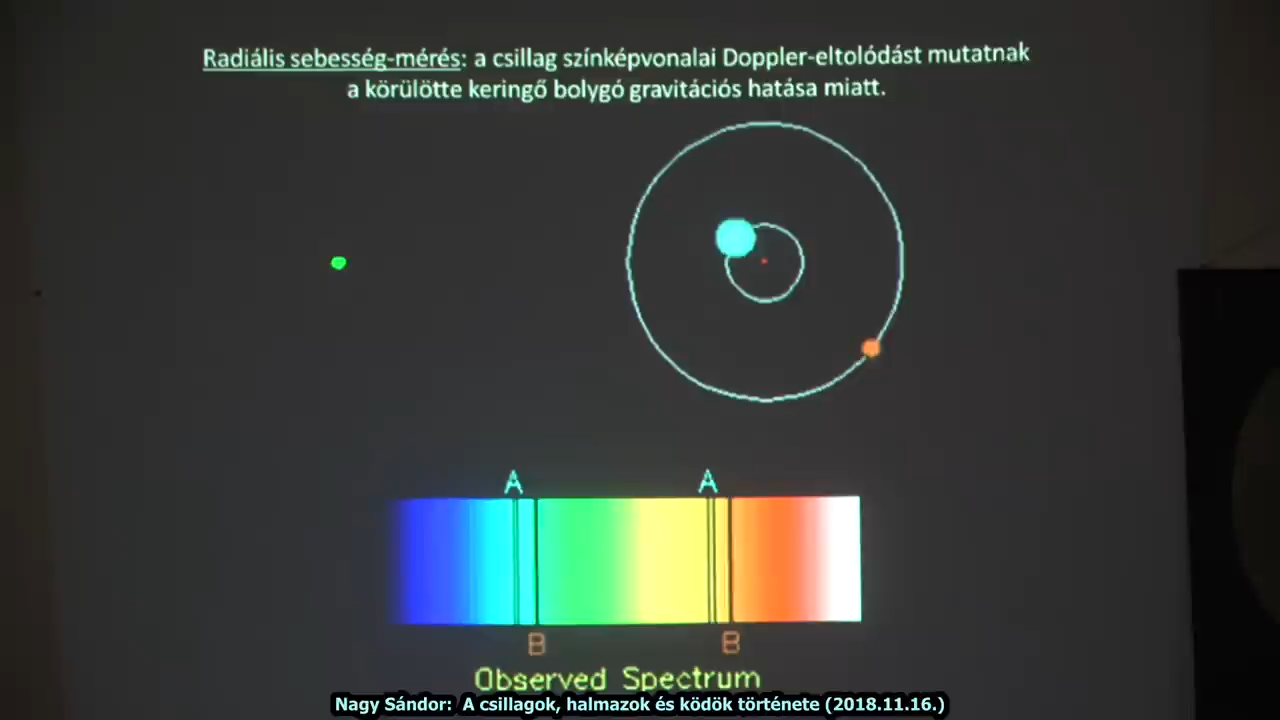 Radiális sebesség-mérés: a csillag színképvonalai Doppler-eltolódást mutatnak
a körülötte keringő bolygó gravitációs hatása miatt.
A A
B B
Observed Spectrum
Nagy Sándor: A csillagok, halmazok és ködök története (2018.11.16.)